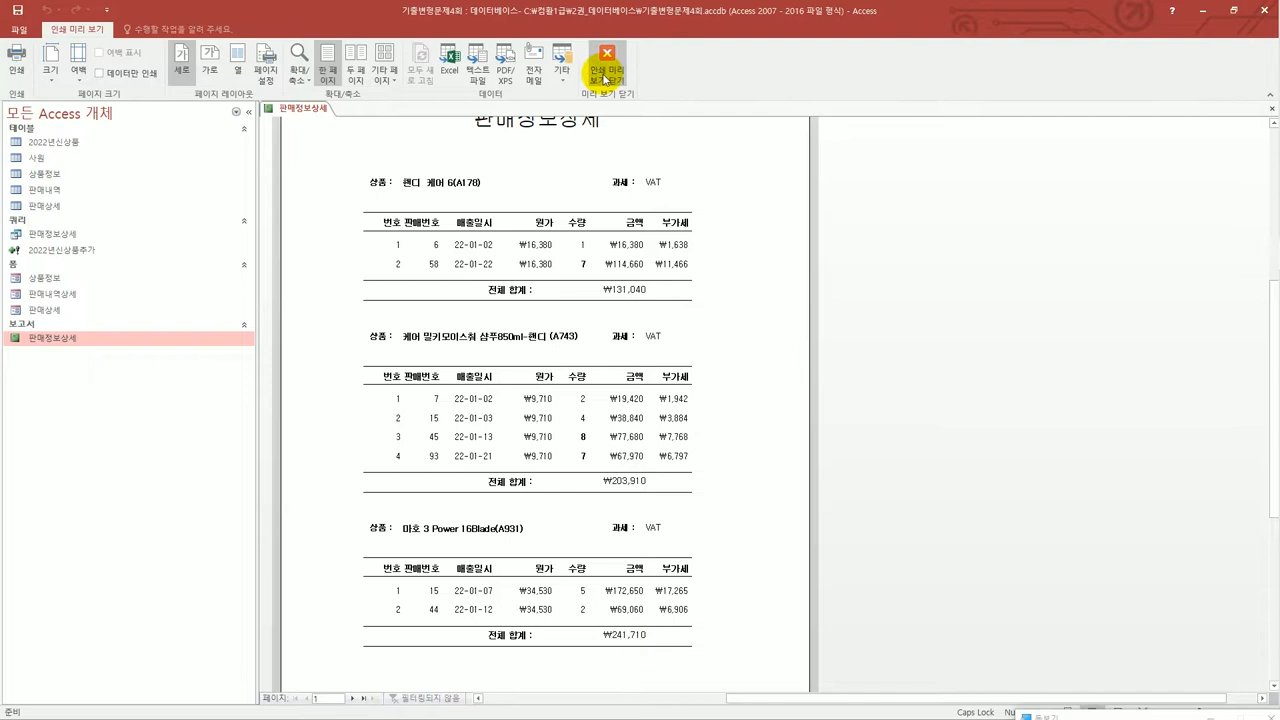 기출변형문제4회 : 데이터베이스- C:₩컴활1급₩2권_데이터베이스₩기출변형문제4회.accdb (Access 2007 - 2016 파일 형식) - Access
파일 인쇄 미리 보기 수행할 작업을 알려 주세요.
인쇄 크기 여백 여백 표시 데이터만 인쇄 세로 가로 열 페이지 설정 확대/축소 한 페이지 두 페이지 기타 페이지 모두 새로 고침 Excel 텍스트 파일 PDF/XPS 전자 메일 기타 인쇄 미리 보기 닫기
인쇄 페이지 크기 페이지 레이아웃 확대/축소 데이터 미리 보기 닫기
모든 Access 개체
테이블
2022년신상품
사원
상품정보
판매내역
판매상세
쿼리
판매정보상세
2022년신상품추가
폼
상품정보
판매내역상세
판매상세
보고서
판매정보상세
판매정보상세
판매정보상세
상품 : 핸디 케어 6(A178) 과세 : VAT
번호 판매번호 매출일시 원가 수량 금액 부가세
1 6 22-01-02 ₩16,380 1 ₩16,380 ₩1,638
2 58 22-01-22 ₩16,380 7 ₩114,660 ₩11,466
전체 합계 : ₩131,040
상품 : 케어 밀키모이스춰 샴푸850ml-핸디 (A743) 과세 : VAT
번호 판매번호 매출일시 원가 수량 금액 부가세
1 7 22-01-02 ₩9,710 2 ₩19,420 ₩1,942
2 15 22-01-03 ₩9,710 4 ₩38,840 ₩3,884
3 45 22-01-13 ₩9,710 8 ₩77,680 ₩7,768
4 93 22-01-21 ₩9,710 7 ₩67,970 ₩6,797
전체 합계 : ₩203,910
상품 : 마호 3 Power 16Blade(A931) 과세 : VAT
번호 판매번호 매출일시 원가 수량 금액 부가세
1 15 22-01-07 ₩34,530 5 ₩172,650 ₩17,265
2 44 22-01-12 ₩34,530 2 ₩69,060 ₩6,906
전체 합계 : ₩241,710
페이지: 1 필터링되지 않음
준비 Caps Lock
돋보기